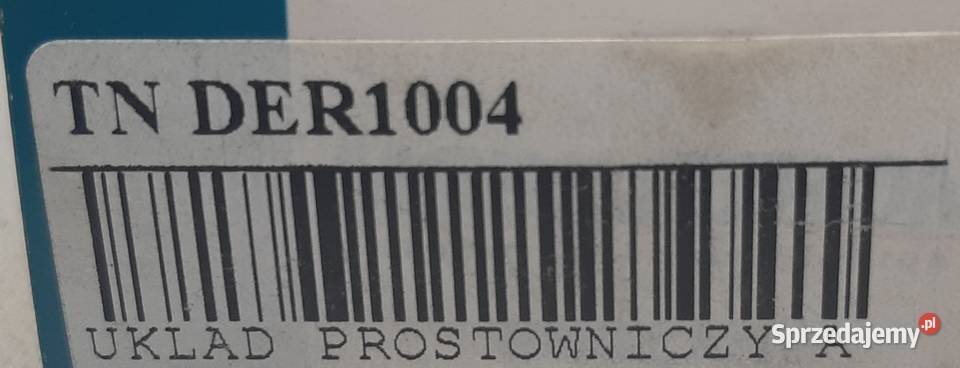 TN DER1004
UKLAD PROSTOWNICZY A
Sprzedajemy.pl